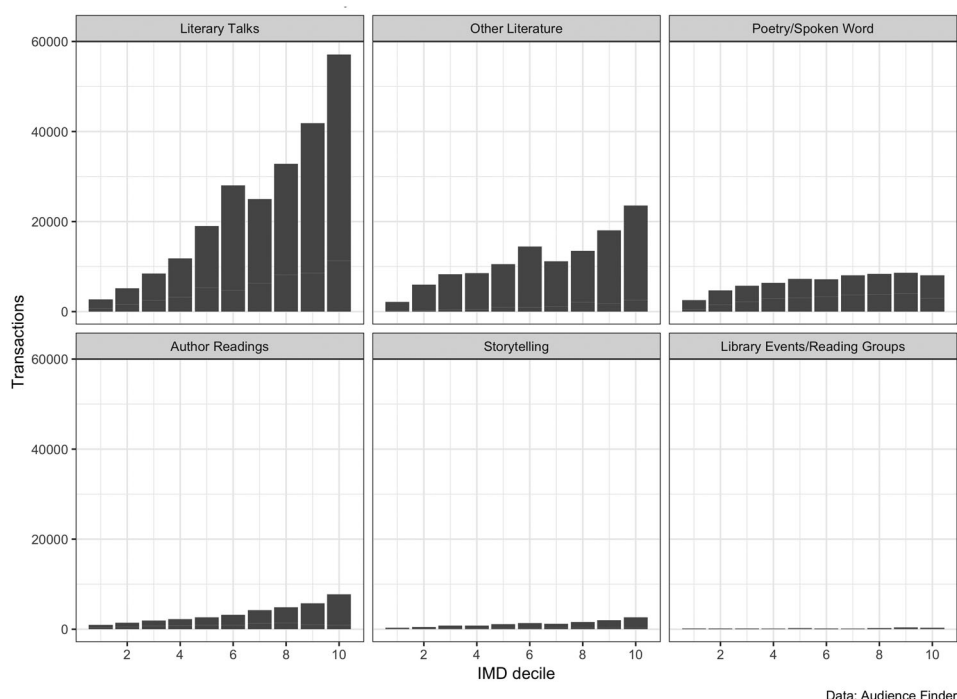 Literary Talks
Other Literature
Poetry/Spoken Word
60000
40000
20000
0
Author Readings
Storytelling
Library Events/Reading Groups
60000
40000
20000
0
Transactions
2 4 6 8 10 2 4 6 8 10 2 4 6 8 10
IMD decile
Data: Audience Finder